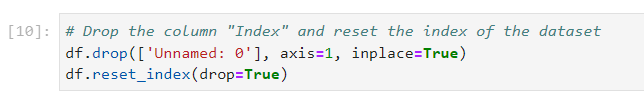 [10]: # Drop the column "Index" and reset the index of the dataset
df.drop(['Unnamed: 0'], axis=1, inplace=True)
df.reset_index(drop=True)